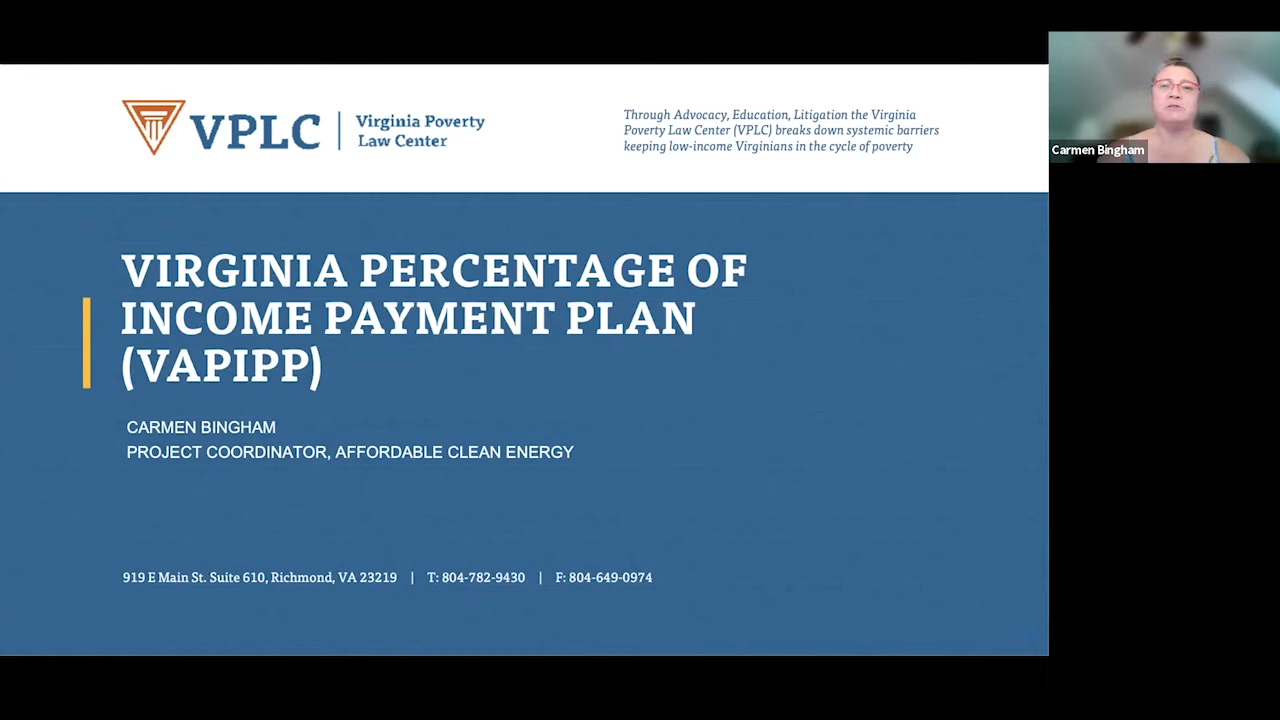 VPLC
Virginia Poverty
Law Center
Through Advocacy, Education, Litigation the Virginia
Poverty Law Center (VPLC) breaks down systemic barriers
keeping low-income Virginians in the cycle of poverty
Carmen Bingham
VIRGINIA PERCENTAGE OF
INCOME PAYMENT PLAN
(VAPIPP)
CARMEN BINGHAM
PROJECT COORDINATOR, AFFORDABLE CLEAN ENERGY
919 E Main St. Suite 610, Richmond, VA 23219 | T: 804-782-9430 | F: 804-649-0974